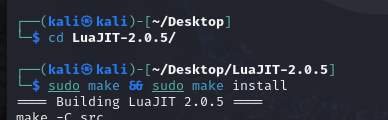 ┌──(kali㉿kali)-[~/Desktop]
└─$ cd LuaJIT-2.0.5/
┌──(kali㉿kali)-[~/Desktop/LuaJIT-2.0.5]
└─$ sudo make && sudo make install
==== Building LuaJIT 2.0.5 ====
make -C src